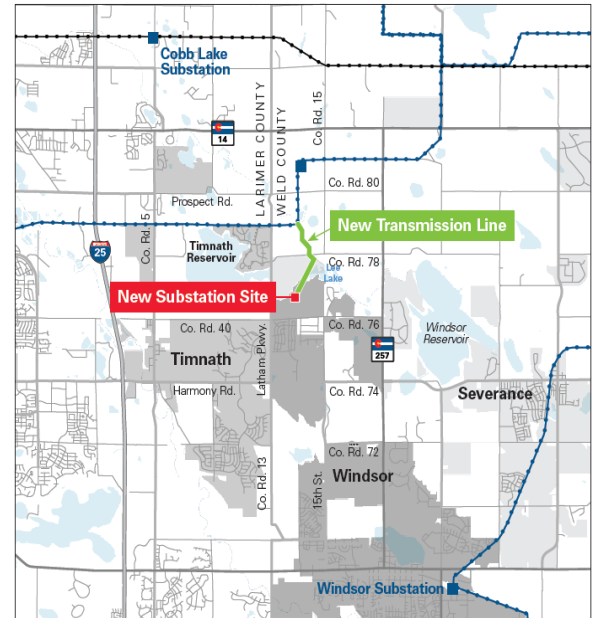 Cobb Lake
Substation
14
LARIMER COUNTY
WELD COUNTY
Co. Rd. 15
Co. Rd. 80
Prospect Rd.
New Transmission Line
25
Co. Rd. 5
Timnath
Reservoir
Co. Rd. 78
Lee
Lake
New Substation Site
Co. Rd. 40
Co. Rd. 76
Windsor
Reservoir
257
Timnath
Latham Pkwy.
Harmony Rd.
Co. Rd. 74
Severance
Co. Rd. 72
Co. Rd. 13
15th St.
Windsor
Windsor Substation